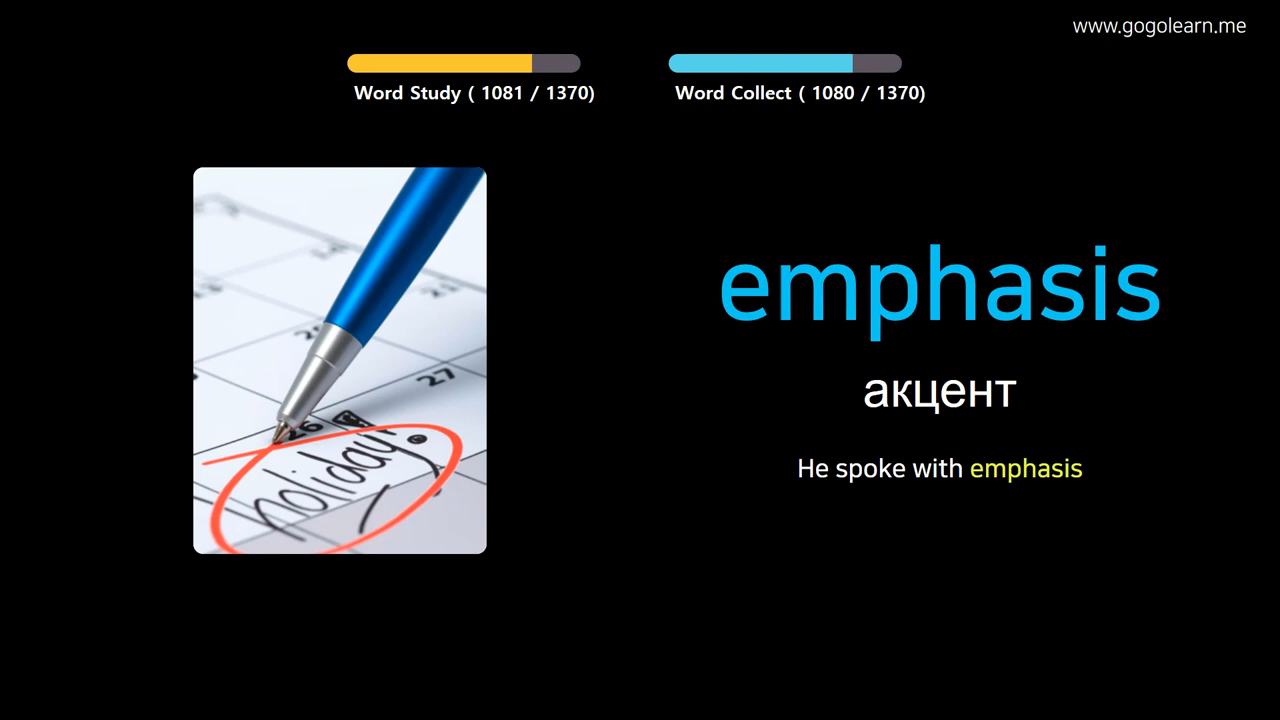 www.gogolearn.me
Word Study ( 1081 / 1370)
Word Collect ( 1080 / 1370)
27
26
holiday.
emphasis
акцент
He spoke with emphasis